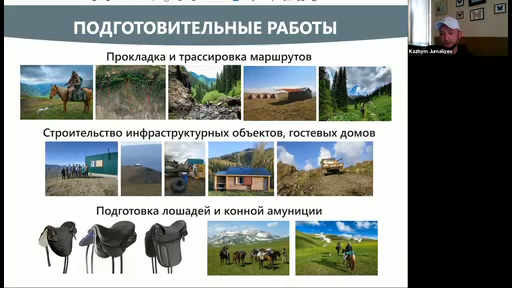 ПОДГОТОВИТЕЛЬНЫЕ РАБОТЫ
Прокладка и трассировка маршрутов
Строительство инфраструктурных объектов, гостевых домов
Подготовка лошадей и конной амуниции
Kazhym Jumaliyev